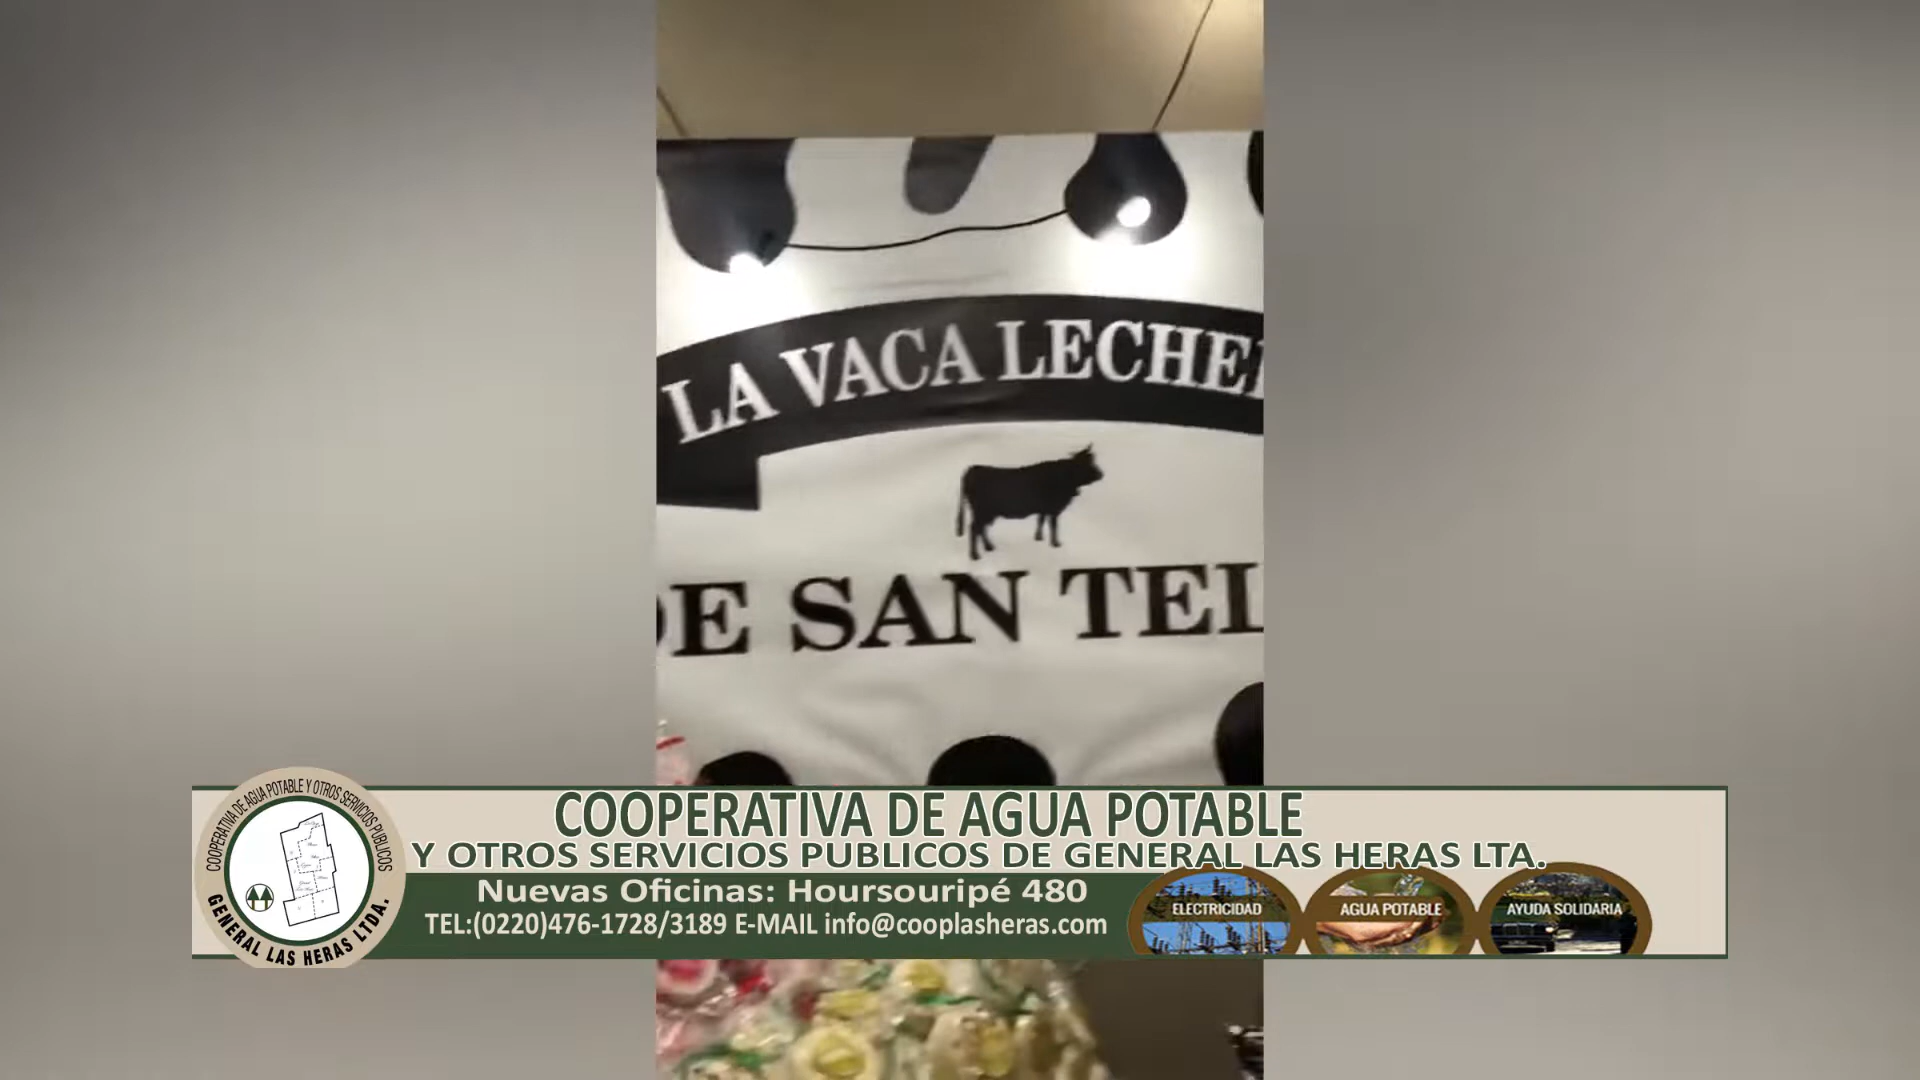 LA VACA LECHE
DE SAN TEL
COOPERATIVA DE AGUA POTABLE
Y OTROS SERVICIOS PUBLICOS DE GENERAL LAS HERAS LTA.
Nuevas Oficinas: Hoursouripé 480
TEL:(0220)476-1728/3189 E-MAIL info@cooplasheras.com
COOPERATIVA DE AGUA POTABLE Y OTROS SERVICIOS PUBLICOS
GENERAL LAS HERAS LTDA.
ELECTRICIDAD
AGUA POTABLE
AYUDA SOLIDARIA